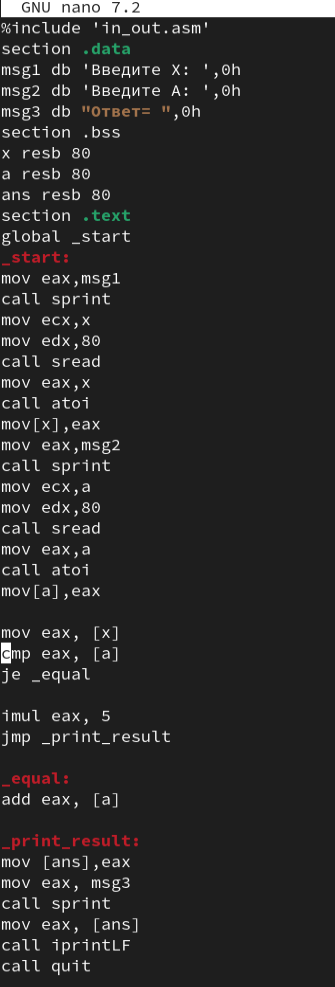 GNU nano 7.2
%include 'in_out.asm'
section .data
msg1 db 'Введите X: ',0h
msg2 db 'Введите A: ',0h
msg3 db "Ответ= ",0h
section .bss
x resb 80
a resb 80
ans resb 80
section .text
global _start
_start:
mov eax,msg1
call sprint
mov ecx,x
mov edx,80
call sread
mov eax,x
call atoi
mov[x],eax
mov eax,msg2
call sprint
mov ecx,a
mov edx,80
call sread
mov eax,a
call atoi
mov[a],eax

mov eax, [x]
cmp eax, [a]
je _equal

imul eax, 5
jmp _print_result

_equal:
add eax, [a]

_print_result:
mov [ans],eax
mov eax, msg3
call sprint
mov eax, [ans]
call iprintLF
call quit